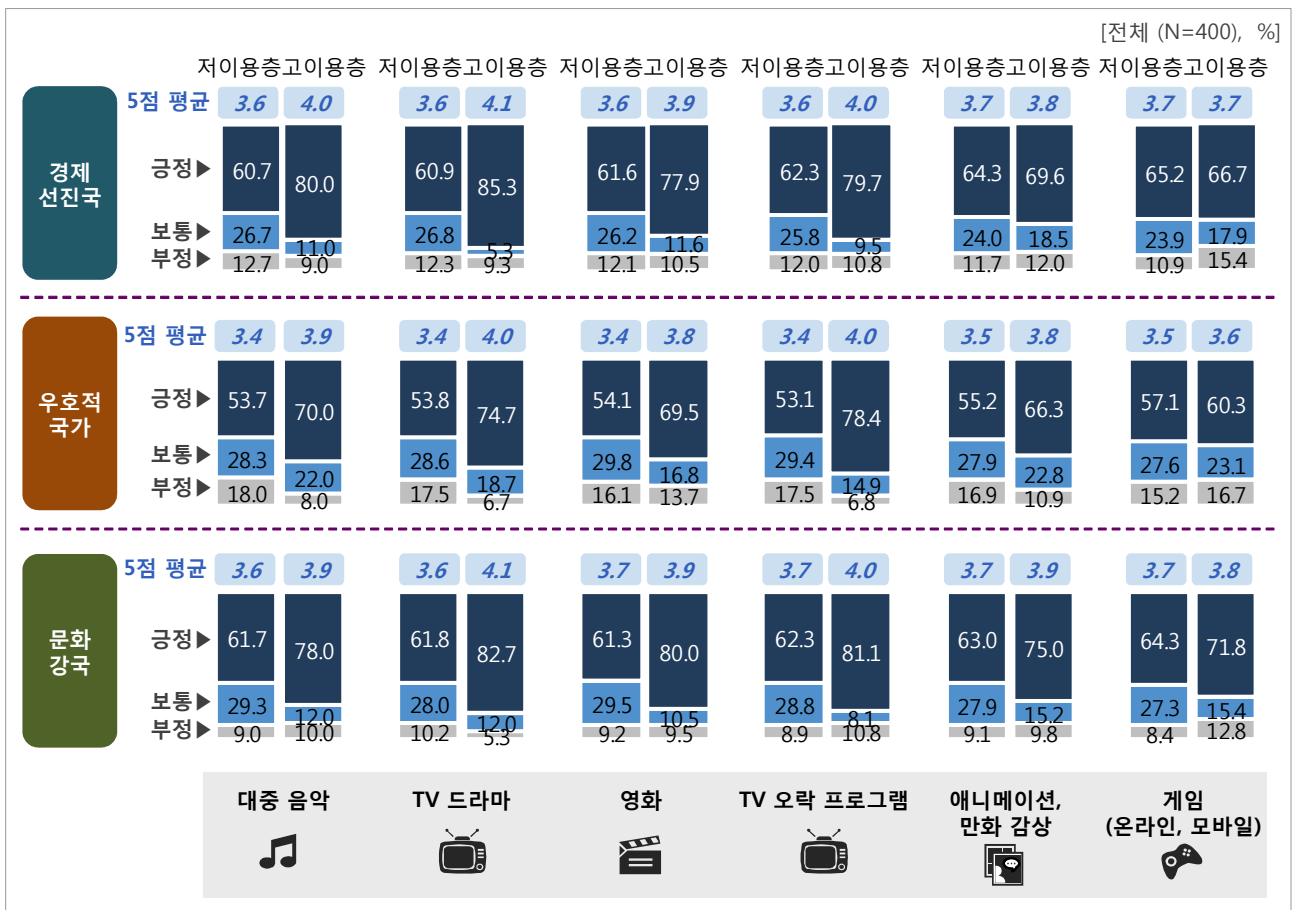 [전체 (N=400), %]
저이용층고이용층 저이용층고이용층 저이용층고이용층 저이용층고이용층 저이용층고이용층 저이용층고이용층
경제
선진국
5점 평균 3.6 4.0 3.6 4.1 3.6 3.9 3.6 4.0 3.7 3.8 3.7 3.7
긍정▶ 60.7 80.0 60.9 85.3 61.6 77.9 62.3 79.7 64.3 69.6 65.2 66.7
보통▶ 26.7 11.0 26.8 5.3 26.2 11.6 25.8 9.5 24.0 18.5 23.9 17.9
부정▶ 12.7 9.0 12.3 9.3 12.1 10.5 12.0 10.8 11.7 12.0 10.9 15.4
우호적
국가
5점 평균 3.4 3.9 3.4 4.0 3.4 3.8 3.4 4.0 3.5 3.8 3.5 3.6
긍정▶ 53.7 70.0 53.8 74.7 54.1 69.5 53.1 78.4 55.2 66.3 57.1 60.3
보통▶ 28.3 22.0 28.6 18.7 29.8 16.8 29.4 14.9 27.9 22.8 27.6 23.1
부정▶ 18.0 8.0 17.5 6.7 16.1 13.7 17.5 6.8 16.9 10.9 15.2 16.7
문화
강국
5점 평균 3.6 3.9 3.6 4.1 3.7 3.9 3.7 4.0 3.7 3.9 3.7 3.8
긍정▶ 61.7 78.0 61.8 82.7 61.3 80.0 62.3 81.1 63.0 75.0 64.3 71.8
보통▶ 29.3 12.0 28.0 12.0 29.5 10.5 28.8 8.1 27.9 15.2 27.3 15.4
부정▶ 9.0 10.0 10.2 5.3 9.2 9.5 8.9 10.8 9.1 9.8 8.4 12.8
대중 음악
TV 드라마
영화
TV 오락 프로그램
애니메이션,
만화 감상
게임
(온라인, 모바일)